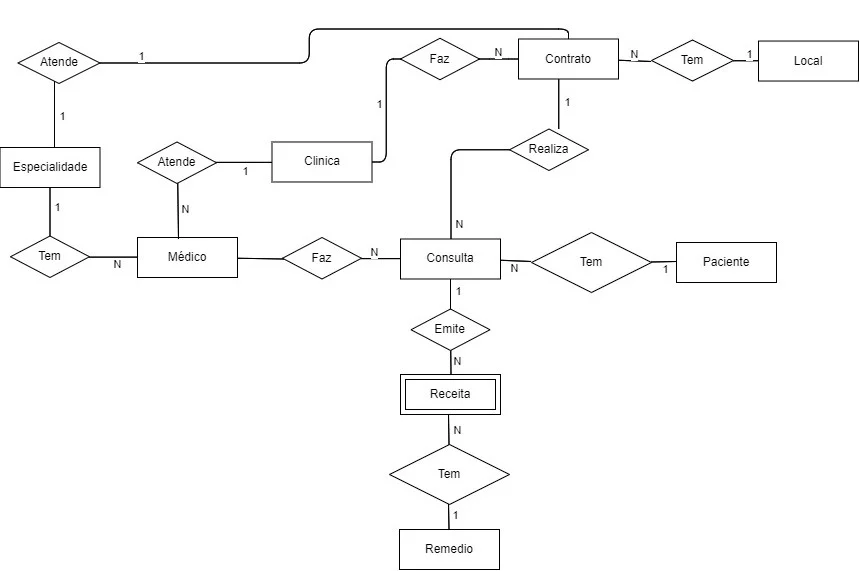 Atende
1
Faz
N
Contrato
N
Tem
1
Local
1
1
1
Especialidade
Atende
1
Clinica
Realiza
1
N
N
Tem
N
Médico
Faz
N
Consulta
N
Tem
1
Paciente
1
Emite
N
Receita
N
Tem
1
Remedio